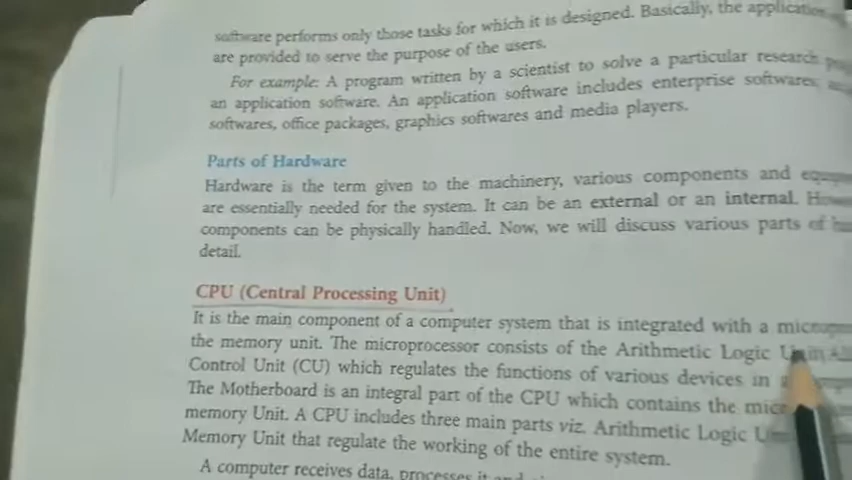 software performs only those tasks for which it is designed. Basically, the application
are provided to serve the purpose of the users.
For example: A program written by a scientist to solve a particular research
an application software. An application software includes enterprise softwares,
softwares, office packages, graphics softwares and media players.
Parts of Hardware
Hardware is the term given to the machinery, various components and
are essentially needed for the system. It can be an external or an internal.
components can be physically handled. Now, we will discuss various parts of
detail.
CPU (Central Processing Unit)
It is the main component of a computer system that is integrated with a
the memory unit. The microprocessor consists of the Arithmetic Logic
Control Unit (CU) which regulates the functions of various devices in
The Motherboard is an integral part of the CPU which contains the
memory Unit. A CPU includes three main parts viz. Arithmetic Logic
Memory Unit that regulate the working of the entire system.
A computer receives data, processes it